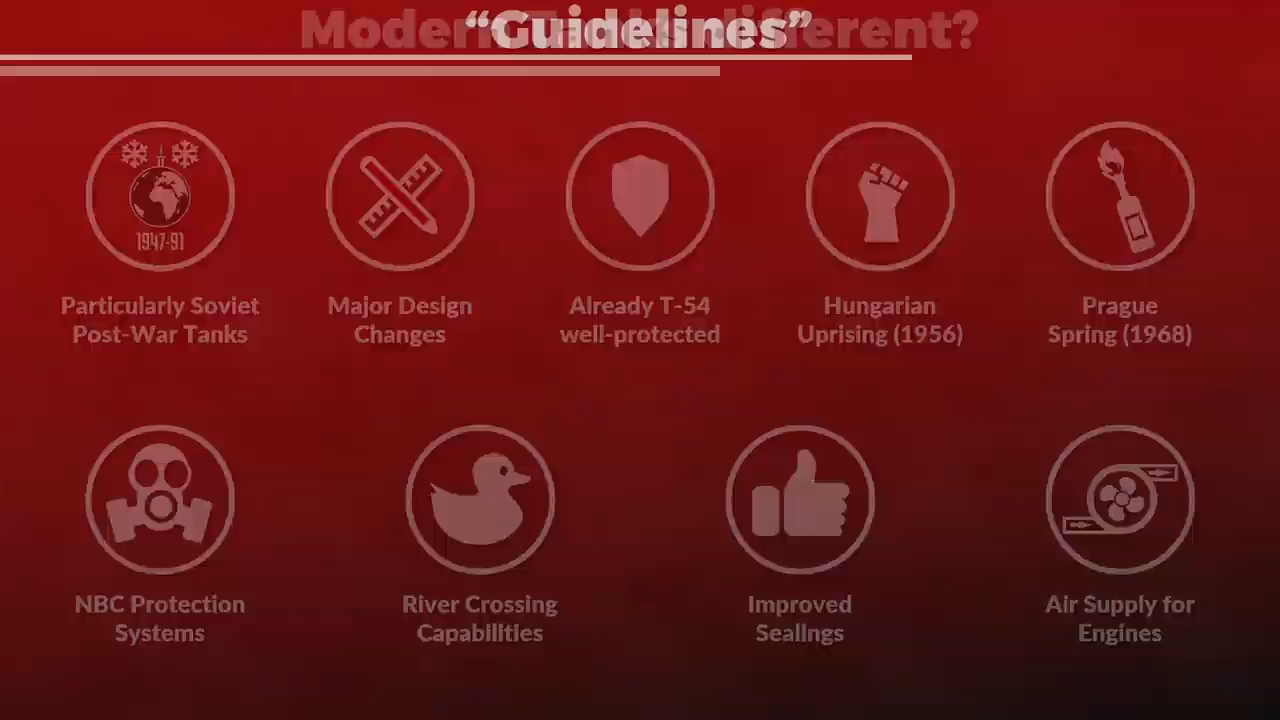 “Guidelines”
1947-91
Particularly Soviet
Post-War Tanks
Major Design
Changes
Already T-54
well-protected
Hungarian
Uprising (1956)
Prague
Spring (1968)
NBC Protection
Systems
River Crossing
Capabilities
Improved
Sealings
Air Supply for
Engines